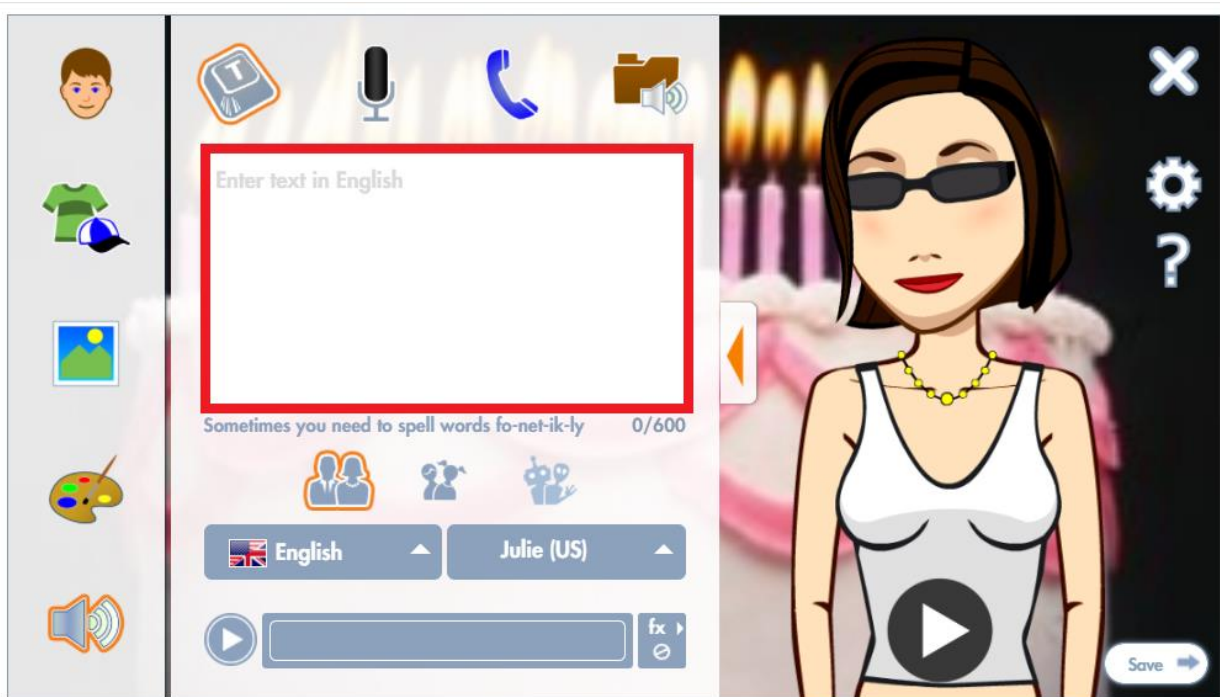 T
Enter text in English
Sometimes you need to spell words fo-net-ik-ly 0/600
English Julie (US)
fx
?
Save